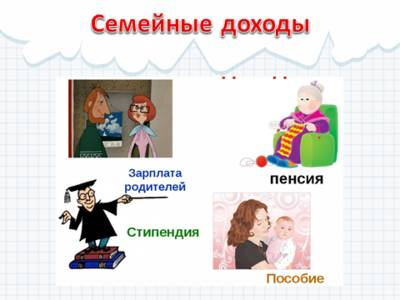 Семейные доходы
Зарплата
родителей
пенсия
Стипендия
Пособие